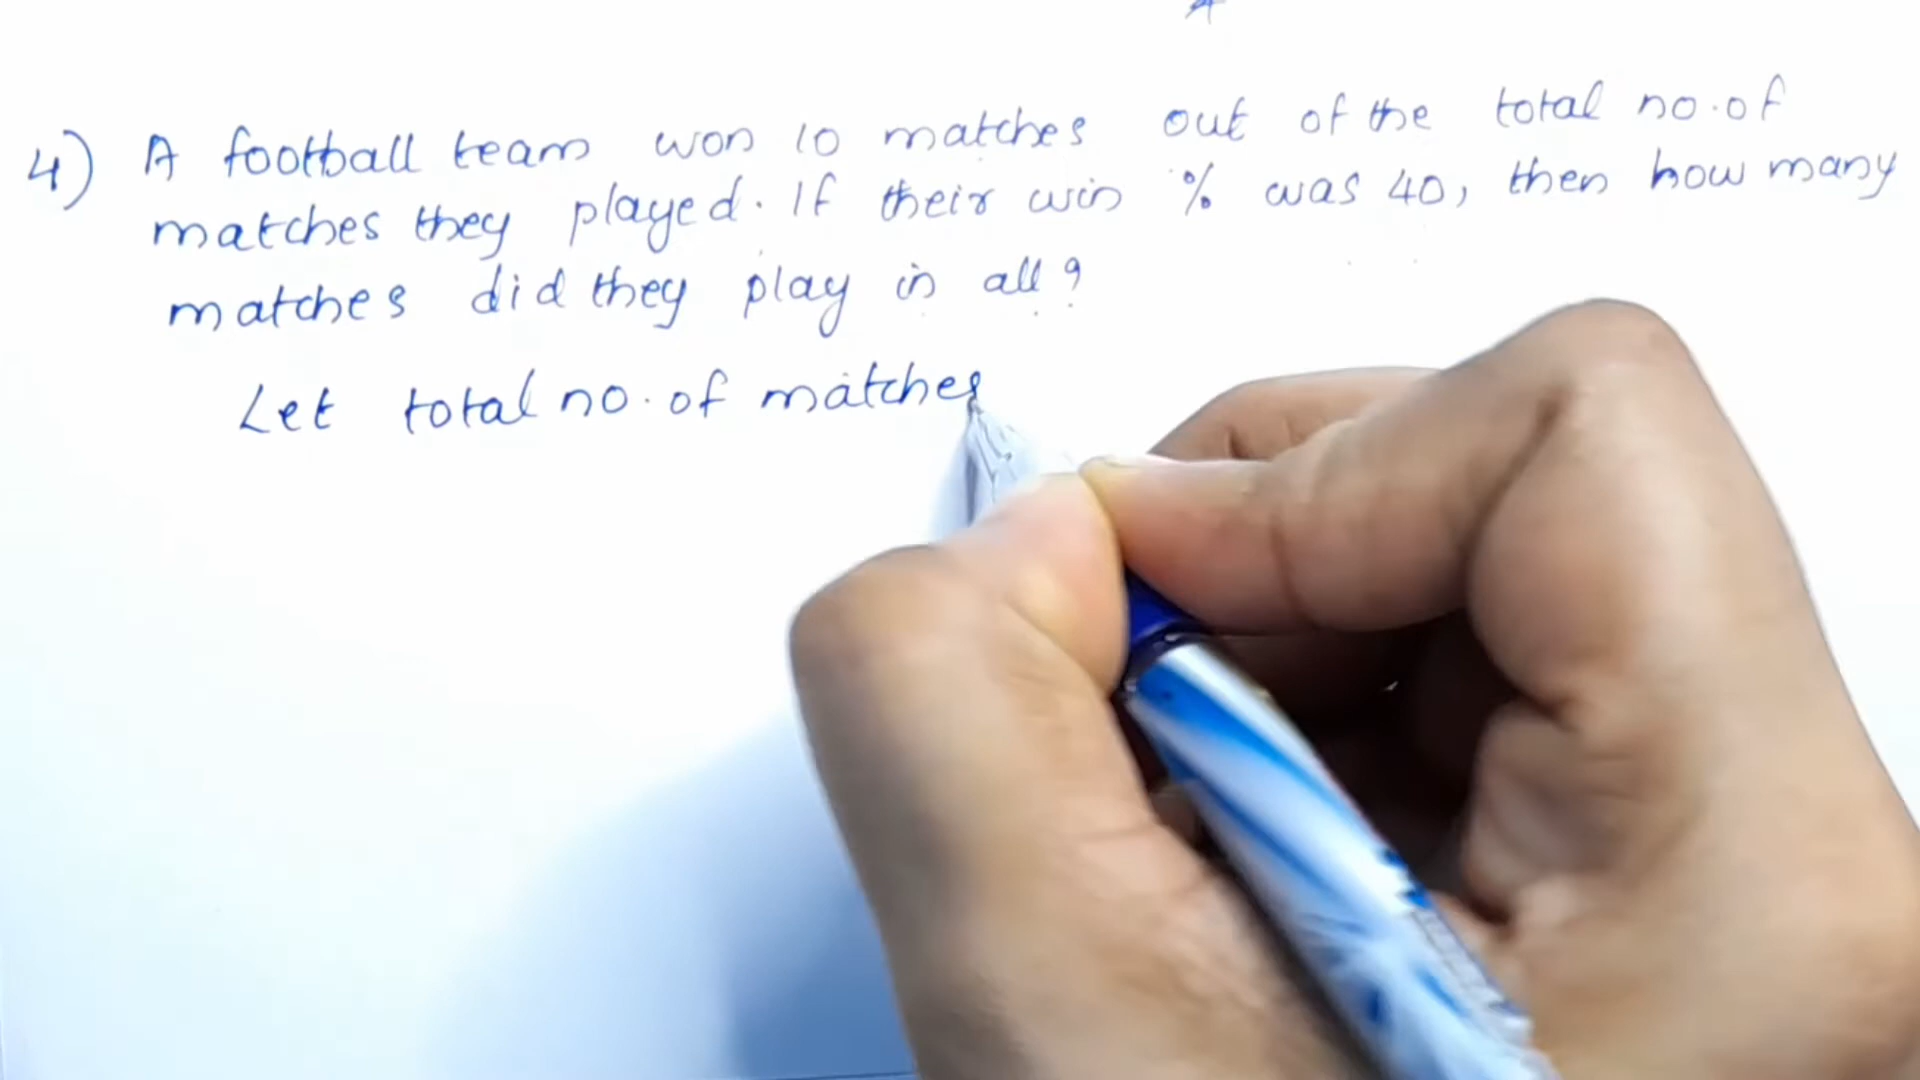 4) A football team won 10 matches out of the total no. of
matches they played. If their win % was 40, then how many
matches did they play in all?
Let total no. of matches